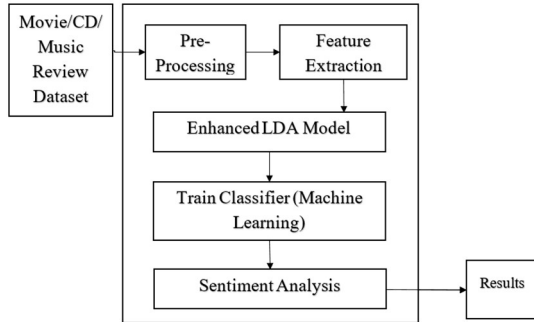 Movie/CD/
Music
Review
Dataset
Pre-
Processing
Feature
Extraction
Enhanced LDA Model
Train Classifier (Machine
Learning)
Sentiment Analysis
Results